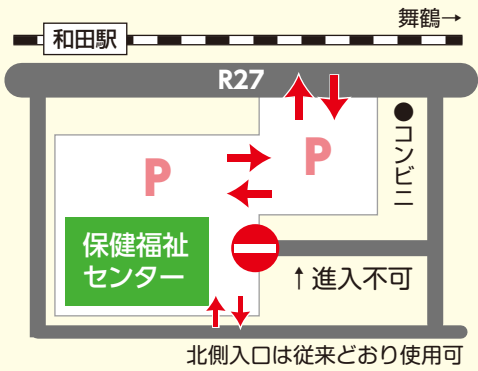 舞鶴→
和田駅
R27
P
P
コンビニ
保健福祉
センター
↑進入不可
北側入口は従来どおり使用可